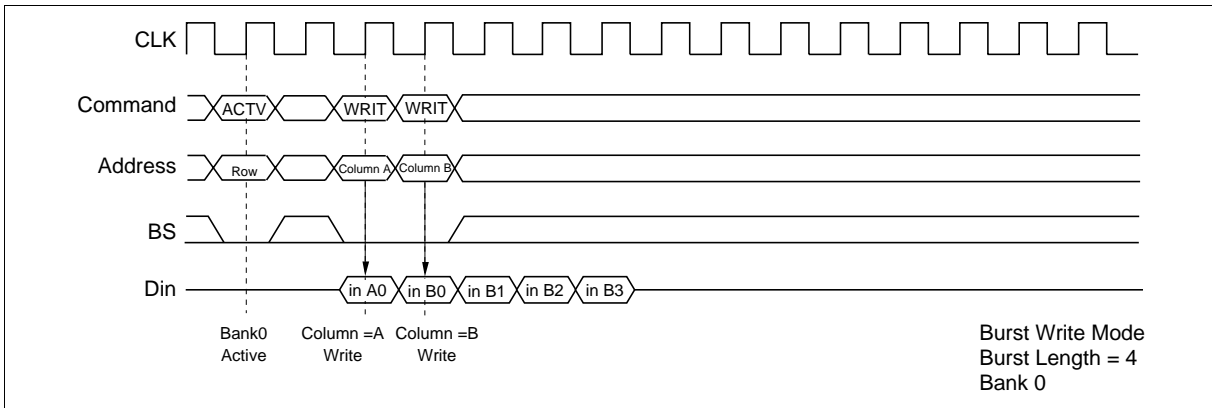 CLK
Command ACTV WRIT WRIT
Address Row Column A Column B
BS
Din in A0 in B0 in B1 in B2 in B3
Bank0 Column =A Column =B
Active Write Write
Burst Write Mode
Burst Length = 4
Bank 0